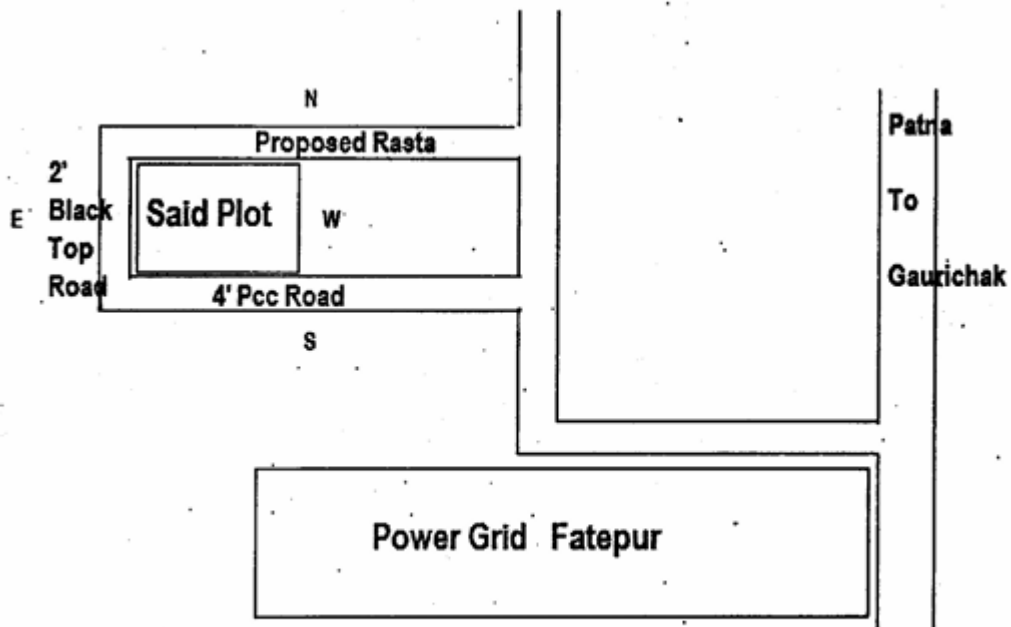 N
Proposed Rasta
2'
Black
Top
Road
E
Said Plot
W
4' Pcc Road
S
Patna
To
Gaurichak
Power Grid Fatepur